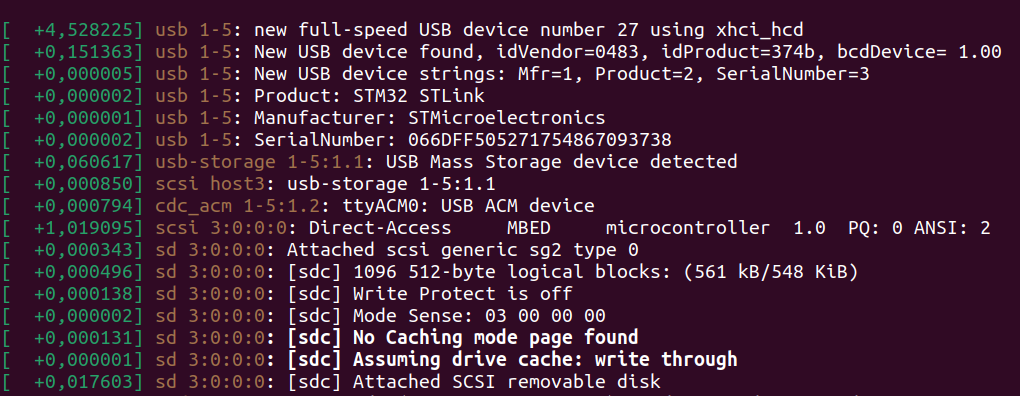 [  +4,528225] usb 1-5: new full-speed USB device number 27 using xhci_hcd
[  +0,151363] usb 1-5: New USB device found, idVendor=0483, idProduct=374b, bcdDevice= 1.00
[  +0,000005] usb 1-5: New USB device strings: Mfr=1, Product=2, SerialNumber=3
[  +0,000002] usb 1-5: Product: STM32 STLink
[  +0,000001] usb 1-5: Manufacturer: STMicroelectronics
[  +0,000002] usb 1-5: SerialNumber: 066DFF505271754867093738
[  +0,060617] usb-storage 1-5:1.1: USB Mass Storage device detected
[  +0,000850] scsi host3: usb-storage 1-5:1.1
[  +0,000794] cdc_acm 1-5:1.2: ttyACM0: USB ACM device
[  +1,019095] scsi 3:0:0:0: Direct-Access     MBED     microcontroller  1.0  PQ: 0 ANSI: 2
[  +0,000343] sd 3:0:0:0: Attached scsi generic sg2 type 0
[  +0,000496] sd 3:0:0:0: [sdc] 1096 512-byte logical blocks: (561 kB/548 KiB)
[  +0,000138] sd 3:0:0:0: [sdc] Write Protect is off
[  +0,000002] sd 3:0:0:0: [sdc] Mode Sense: 03 00 00 00
[  +0,000131] sd 3:0:0:0: [sdc] No Caching mode page found
[  +0,000001] sd 3:0:0:0: [sdc] Assuming drive cache: write through
[  +0,017603] sd 3:0:0:0: [sdc] Attached SCSI removable disk